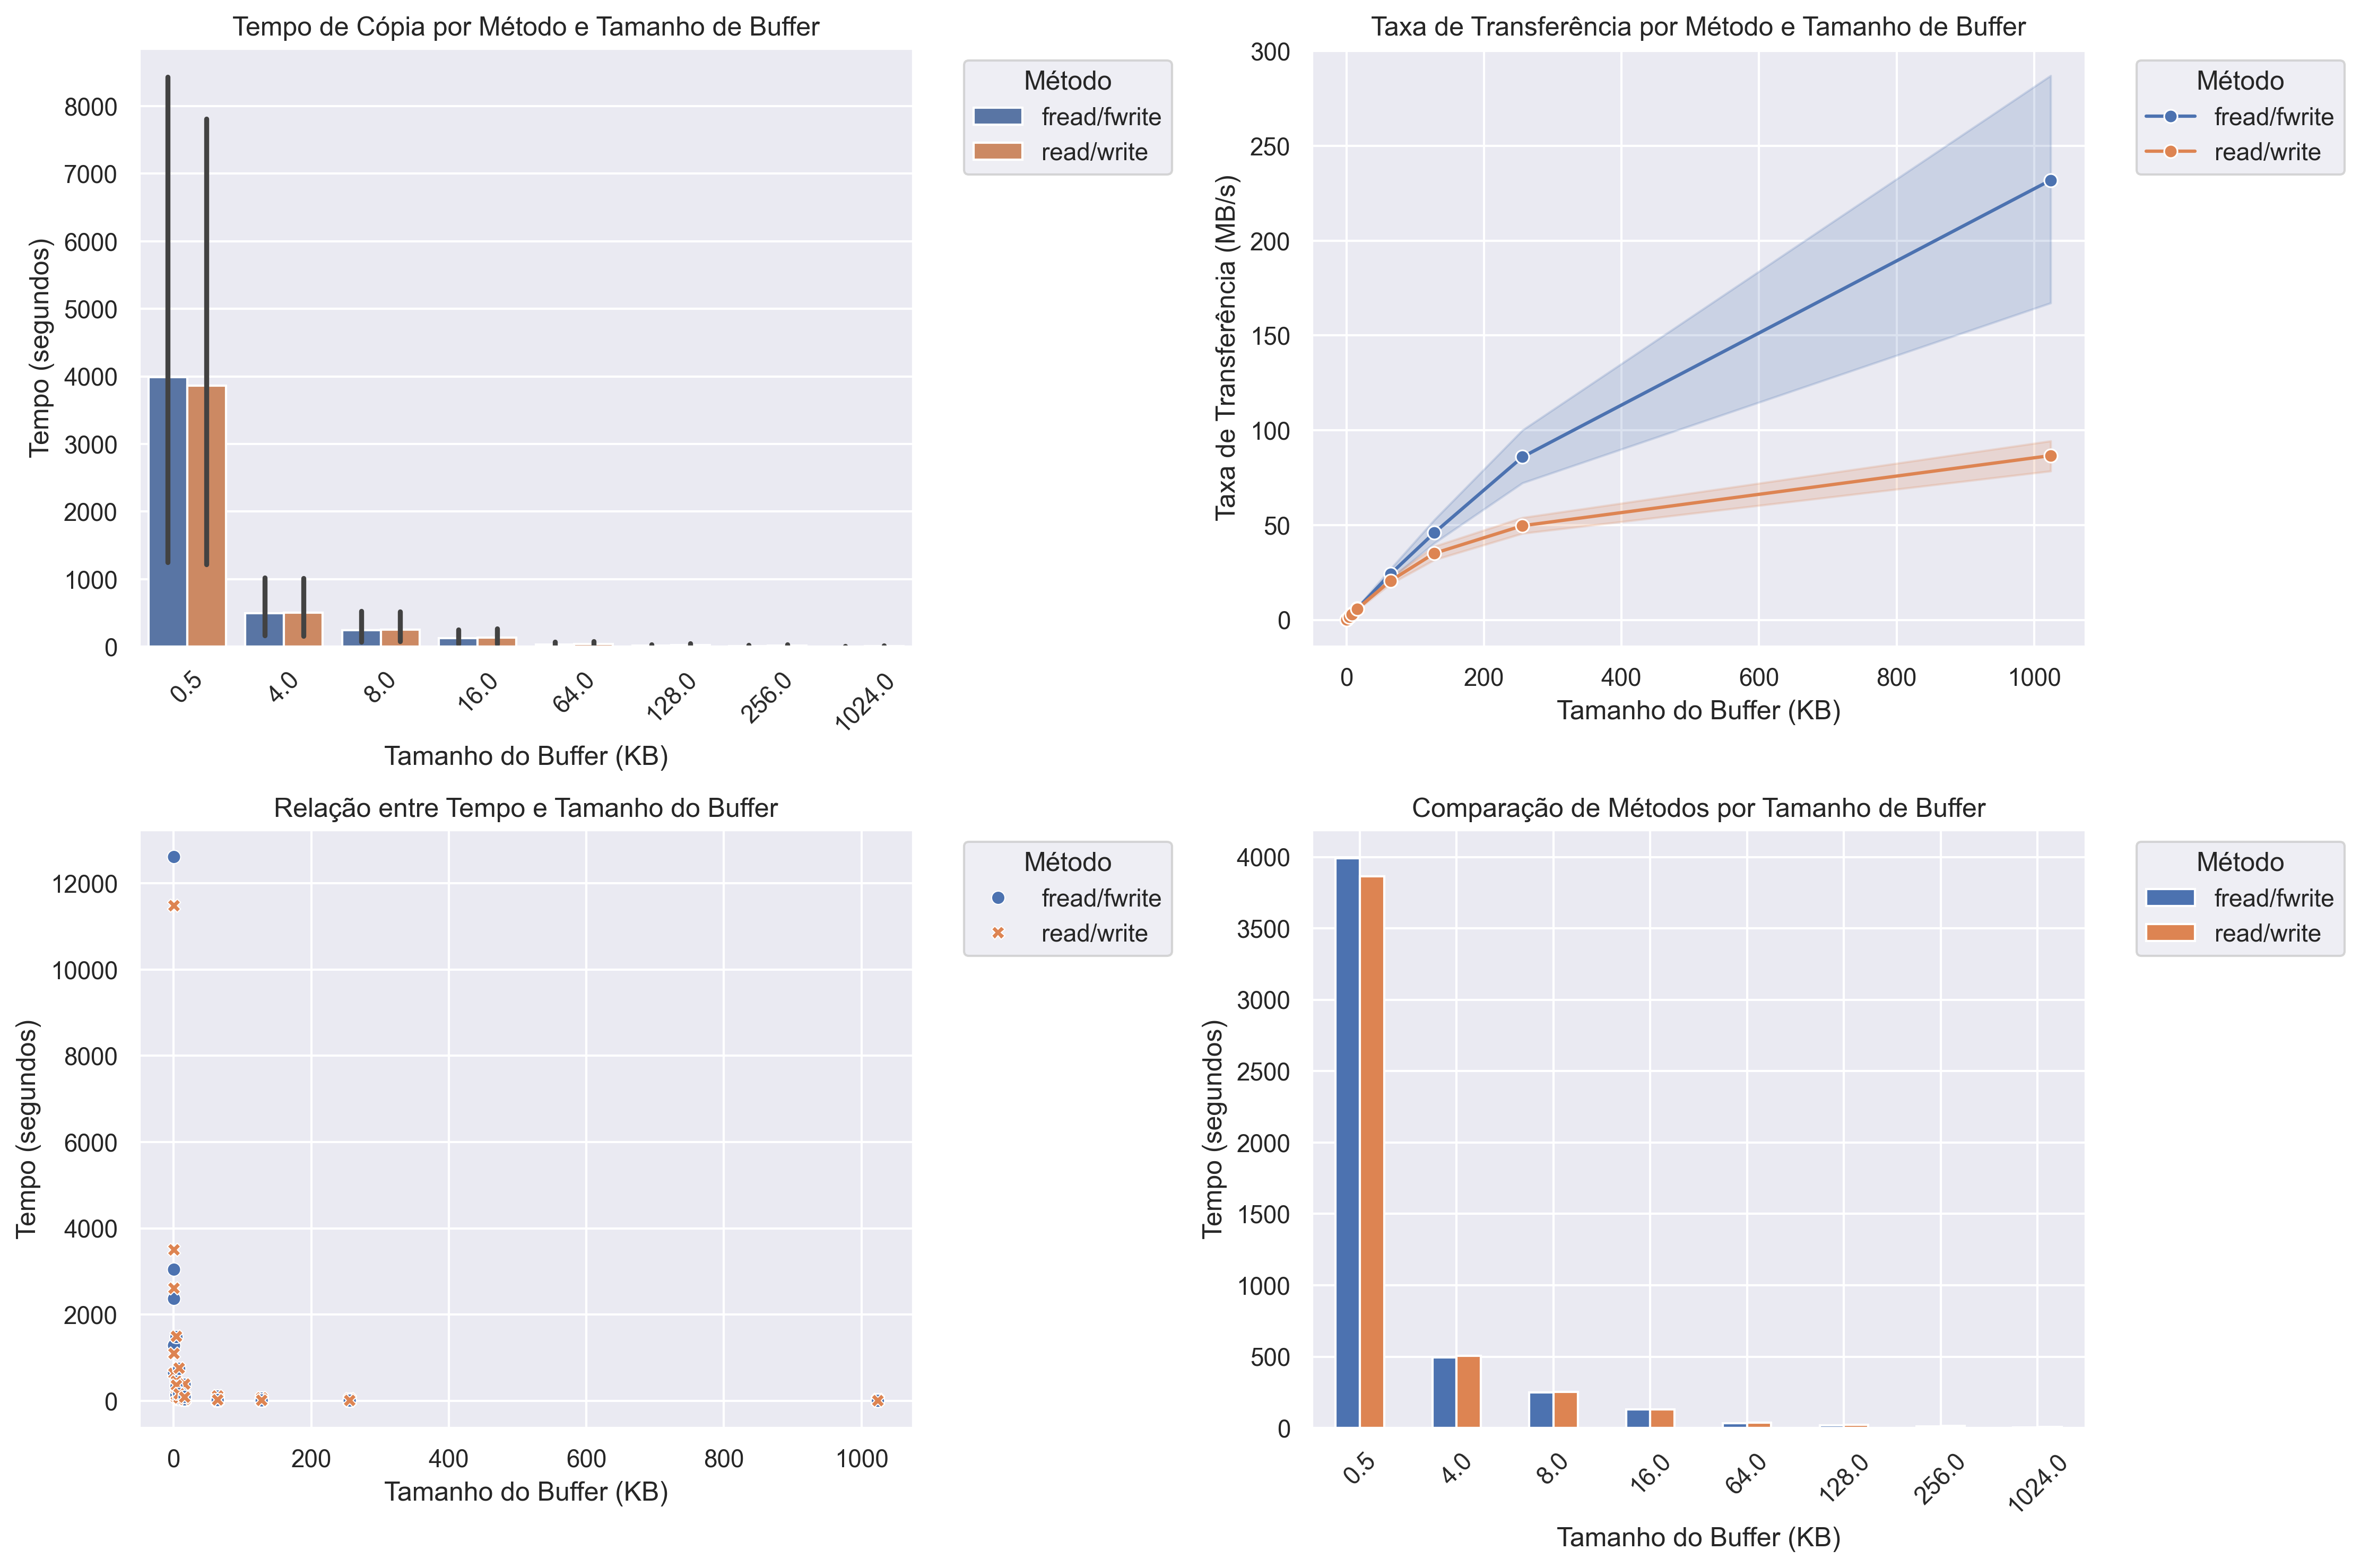 Tempo de Cópia por Método e Tamanho de Buffer
Tempo (segundos)
8000
7000
6000
5000
4000
3000
2000
1000
0
0.5
4.0
8.0
16.0
64.0
128.0
256.0
1024.0
Tamanho do Buffer (KB)
Método
fread/fwrite
read/write
Taxa de Transferência por Método e Tamanho de Buffer
Taxa de Transferência (MB/s)
300
250
200
150
100
50
0
0
200
400
600
800
1000
Tamanho do Buffer (KB)
Método
fread/fwrite
read/write
Relação entre Tempo e Tamanho do Buffer
Tempo (segundos)
12000
10000
8000
6000
4000
2000
0
0
200
400
600
800
1000
Tamanho do Buffer (KB)
Método
fread/fwrite
read/write
Comparação de Métodos por Tamanho de Buffer
Tempo (segundos)
4000
3500
3000
2500
2000
1500
1000
500
0
0.5
4.0
8.0
16.0
64.0
128.0
256.0
1024.0
Tamanho do Buffer (KB)
Método
fread/fwrite
read/write